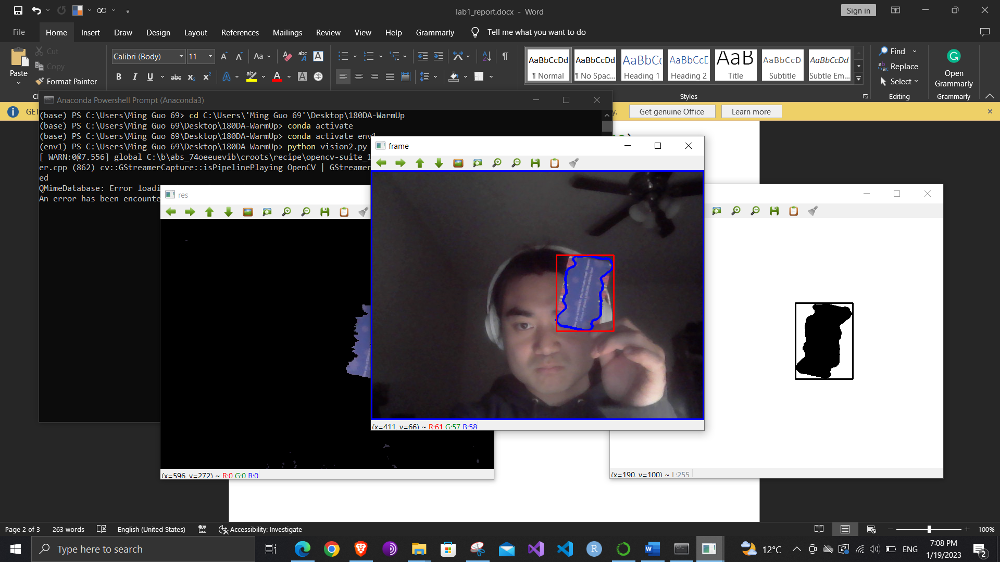 lab1_report.docx - Word
Sign in
File Home Insert Draw Design Layout References Mailings Review View Help Grammarly Tell me what you want to do
Paste
Cut
Copy
Format Painter
Calibri (Body) 11
AaBbCcDd ¶ Normal
AaBbCcDd ¶ No Spac...
AaBbCc Heading 1
AaBbCcD Heading 2
AaB Title
AaBbCcD Subtitle
AaBbCcDd Subtle Em...
Styles
Find
Replace
Select
Editing
Open
Grammarly
Grammarly
GET
Get genuine Office
Learn more
Anaconda Powershell Prompt (Anaconda3)
(base) PS C:\Users\Ming Guo 69> cd C:\Users\'Ming Guo 69'\Desktop\180DA-WarmUp
(base) PS C:\Users\Ming Guo 69\Desktop\180DA-WarmUp> conda activate
(base) PS C:\Users\Ming Guo 69\Desktop\180DA-WarmUp> conda activate env1
(env1) PS C:\Users\Ming Guo 69\Desktop\180DA-WarmUp> python vision2.py
[ WARN:0@7.556] global C:\b\abs_74oeeuevib\croots\recipe\opencv-suite_1
er.cpp (862) cv::GStreamerCapture::isPipelinePlaying OpenCV | GStreamer
ed
QMimeDatabase: Error loadi
An error has been encounte
res
frame
(x=411, y=66) ~ R:61 G:57 B:58
(x=596, y=272) ~ R:0 G:0 B:0
(x=190, y=100) ~ L:255
Page 2 of 3 263 words English (United States) Accessibility: Investigate 100%
Type here to search
12°C
ENG
7:08 PM
1/19/2023
2